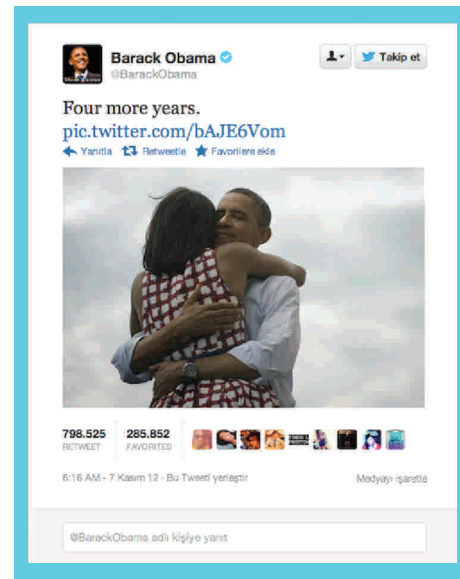 Barack Obama
@BarackObama
Takip et
Four more years.
pic.twitter.com/bAJE6Vom
Yanıtla Retweetle Favorilere ekle
798.525 285.852
RETWEET FAVORITES
6:16 AM - 7 Kasım 12 · Bu Tweeti yerleştir Medyayı işaretle
@BarackObama adlı kişiye yanıt